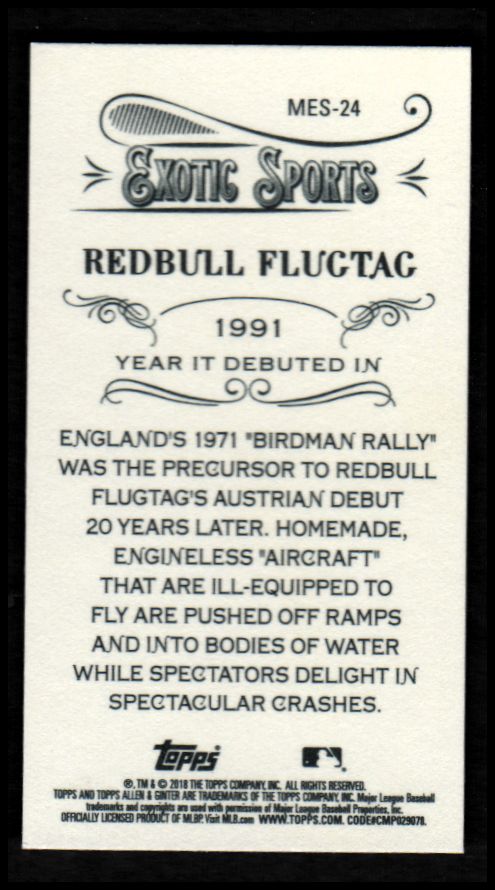 MES-24
EXOTIC SPORTS
REDBULL FLUGTAG
1991
YEAR IT DEBUTED IN
ENGLAND'S 1971 "BIRDMAN RALLY"
WAS THE PRECURSOR TO REDBULL
FLUGTAG'S AUSTRIAN DEBUT
20 YEARS LATER. HOMEMADE,
ENGINELESS "AIRCRAFT"
THAT ARE ILL-EQUIPPED TO
FLY ARE PUSHED OFF RAMPS
AND INTO BODIES OF WATER
WHILE SPECTATORS DELIGHT IN
SPECTACULAR CRASHES.
Topps
®, TM & © 2018 THE TOPPS COMPANY, INC. ALL RIGHTS RESERVED.
TOPPS AND TOPPS ALLEN & GINTER ARE TRADEMARKS OF THE TOPPS COMPANY, INC. Major League Baseball
trademarks and copyrights are used with permission of Major League Baseball Properties, Inc.
OFFICIALLY LICENSED PRODUCT OF MLBP. Visit MLB.com WWW.TOPPS.COM. CODE#CMP029078.